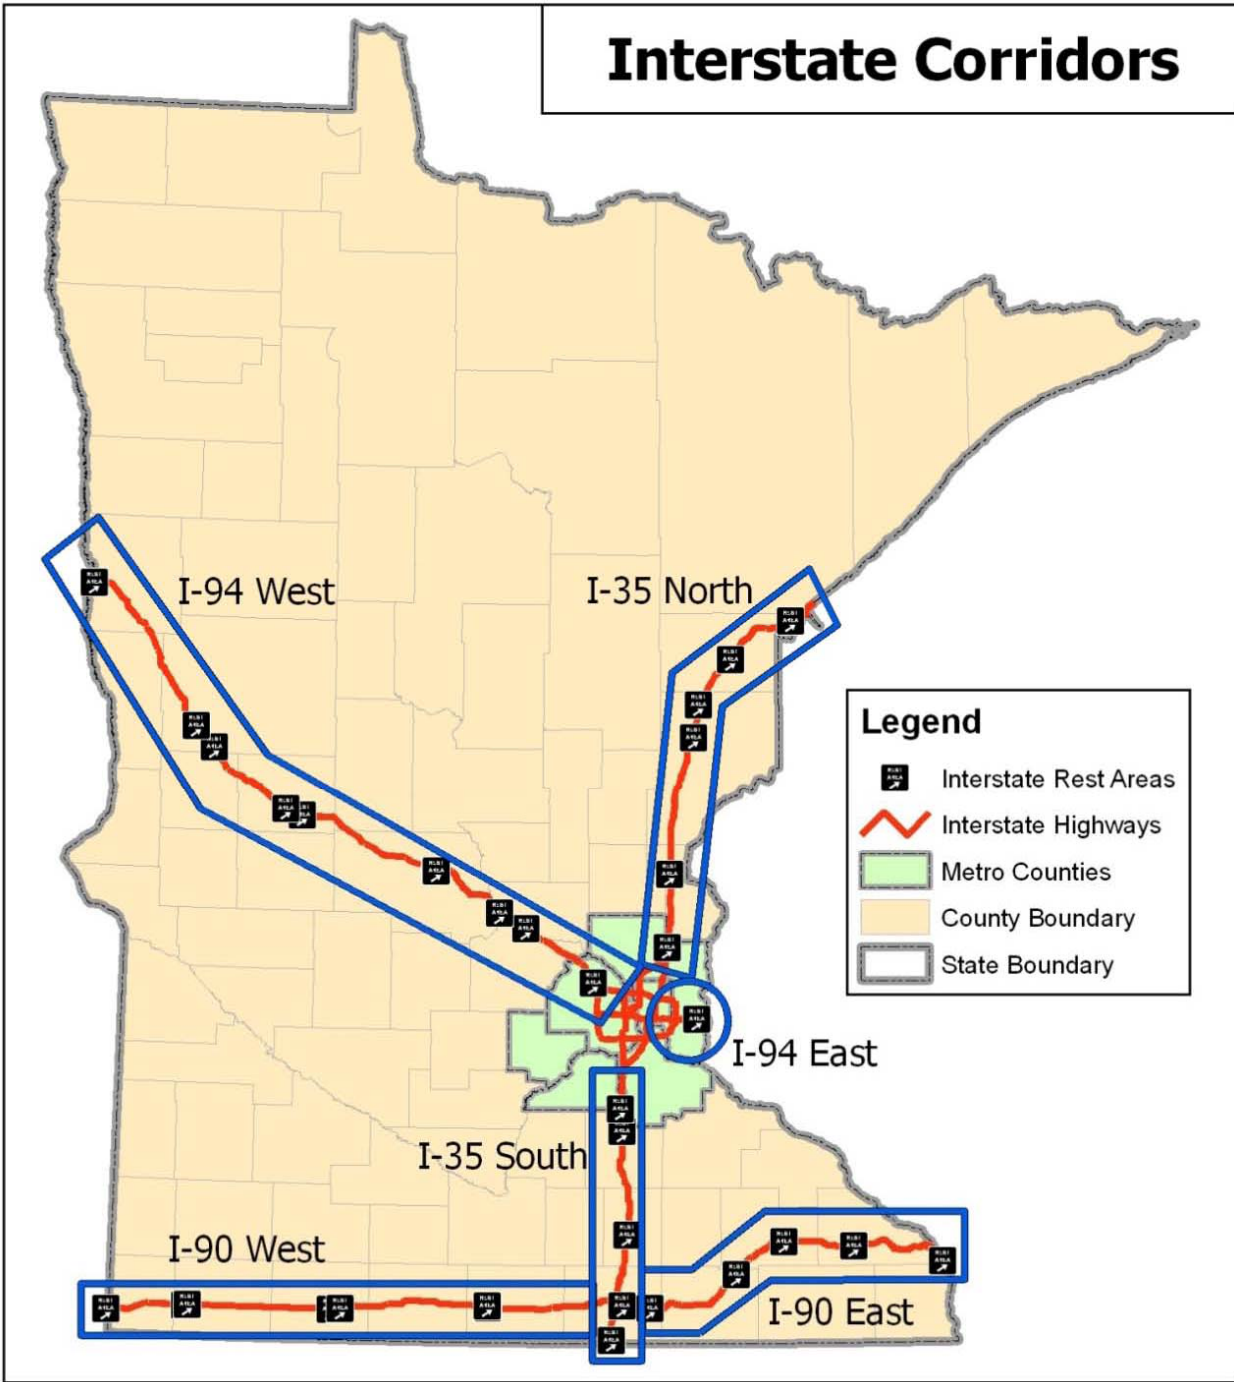 Interstate Corridors
I-94 West
I-35 North
Legend
Interstate Rest Areas
Interstate Highways
Metro Counties
County Boundary
State Boundary
I-94 East
I-35 South
I-90 West
I-90 East